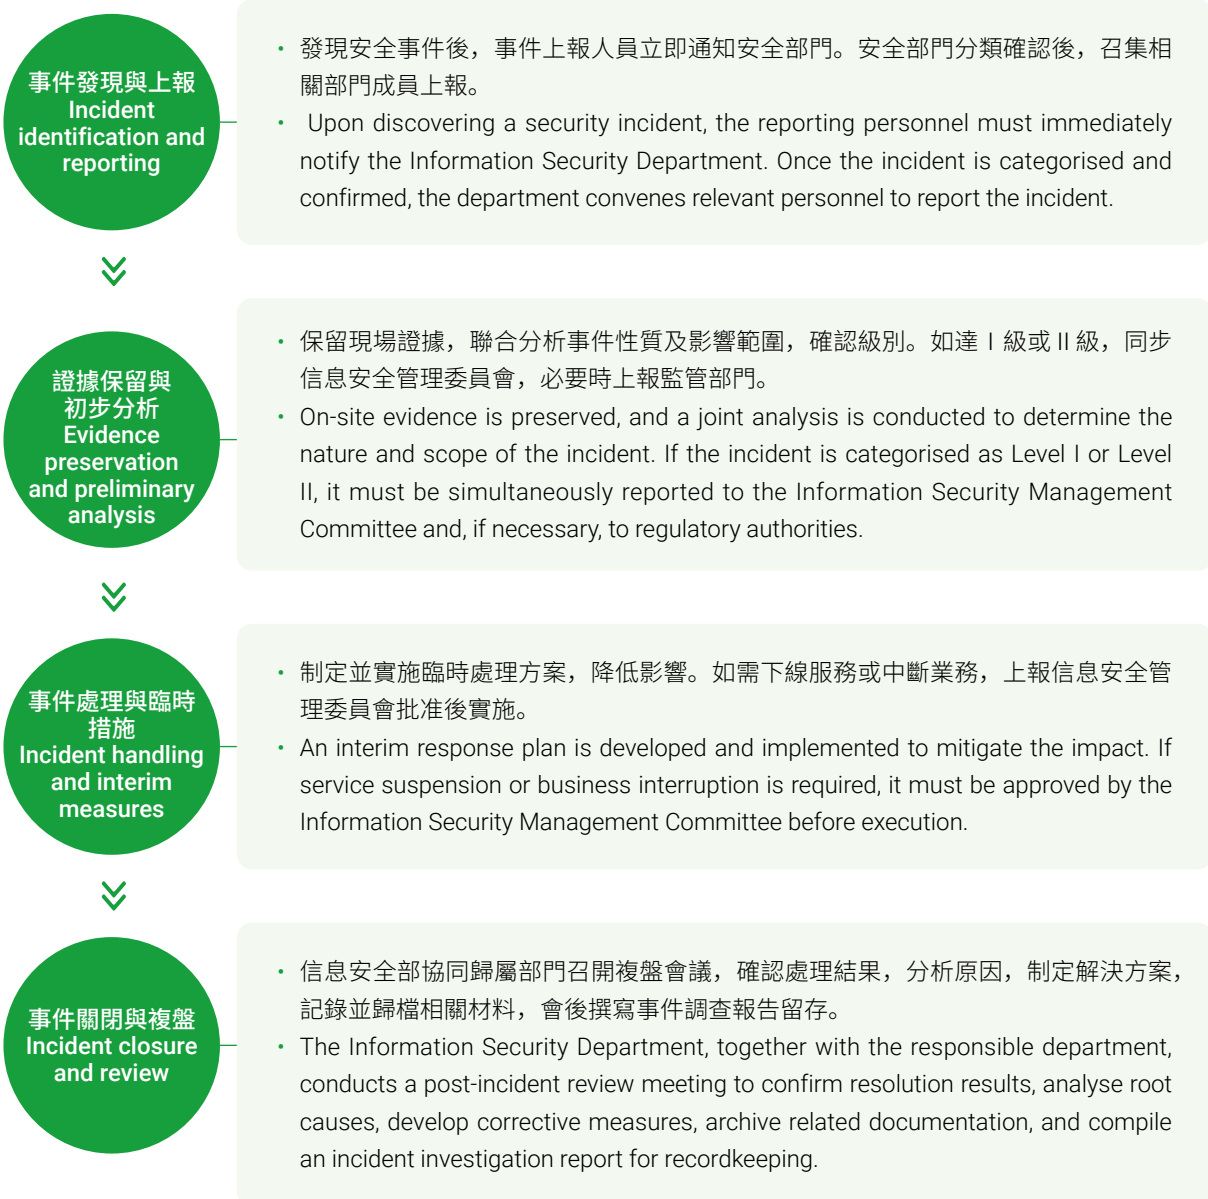 事件發現與上報
Incident
identification and
reporting
• 發現安全事件後，事件上報人員立即通知安全部門。安全部門分類確認後，召集相
關部門成員上報。
• Upon discovering a security incident, the reporting personnel must immediately
notify the Information Security Department. Once the incident is categorised and
confirmed, the department convenes relevant personnel to report the incident.
證據保留與
初步分析
Evidence
preservation
and preliminary
analysis
• 保留現場證據，聯合分析事件性質及影響範圍，確認級別。如達 I 級或 II 級，同步
信息安全管理委員會，必要時上報監管部門。
• On-site evidence is preserved, and a joint analysis is conducted to determine the
nature and scope of the incident. If the incident is categorised as Level I or Level
II, it must be simultaneously reported to the Information Security Management
Committee and, if necessary, to regulatory authorities.
事件處理與臨時
措施
Incident handling
and interim
measures
• 制定並實施臨時處理方案，降低影響。如需下線服務或中斷業務，上報信息安全管
理委員會批准後實施。
• An interim response plan is developed and implemented to mitigate the impact. If
service suspension or business interruption is required, it must be approved by the
Information Security Management Committee before execution.
事件關閉與複盤
Incident closure
and review
• 信息安全部協同歸屬部門召開複盤會議，確認處理結果，分析原因，制定解決方案，
記錄並歸檔相關材料，會後撰寫事件調查報告留存。
• The Information Security Department, together with the responsible department,
conducts a post-incident review meeting to confirm resolution results, analyse root
causes, develop corrective measures, archive related documentation, and compile
an incident investigation report for recordkeeping.